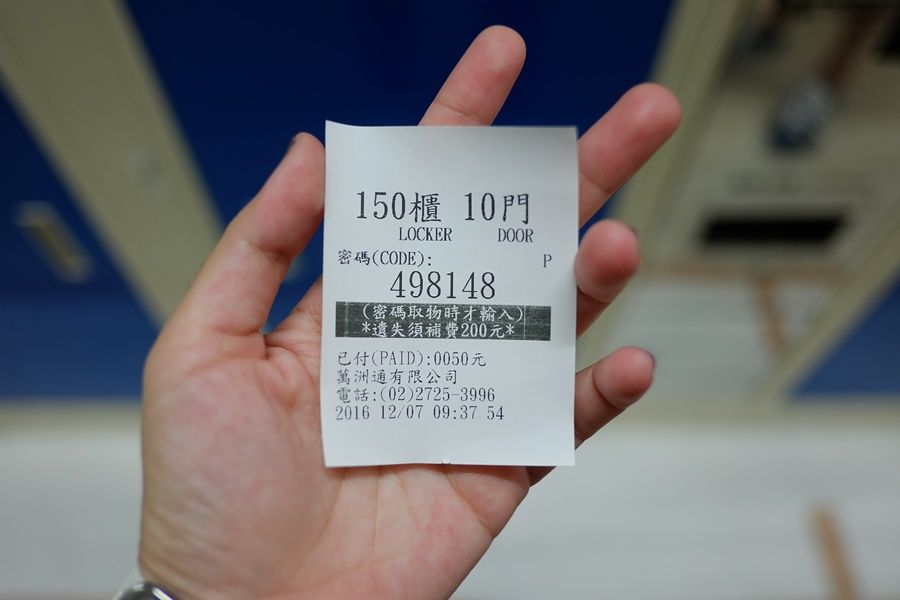 150櫃 10門
LOCKER DOOR
密碼(CODE): P
498148
(密碼取物時才輸入)
*遺失須補費200元*
已付(PAID):0050元
萬洲通有限公司
電話:(02)2725-3996
2016 12/07 09:37 54